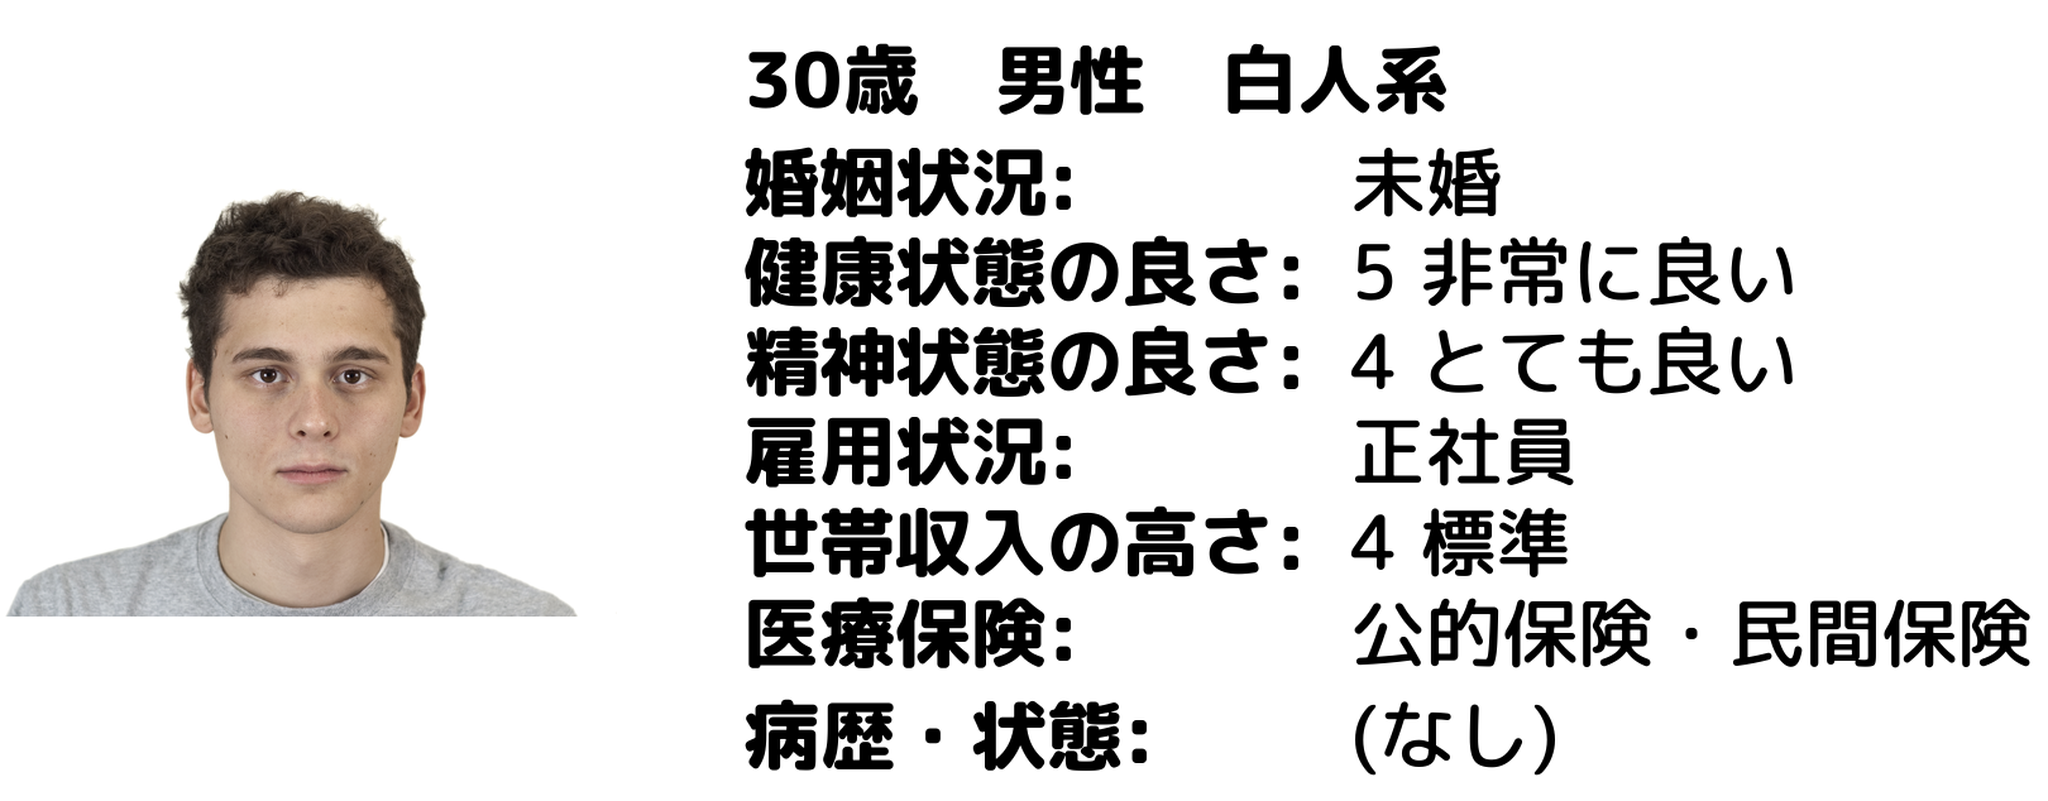 30歳　男性　白人系
婚姻状況: 未婚
健康状態の良さ: 5 非常に良い
精神状態の良さ: 4 とても良い
雇用状況: 正社員
世帯収入の高さ: 4 標準
医療保険: 公的保険・民間保険
病歴・状態: (なし)